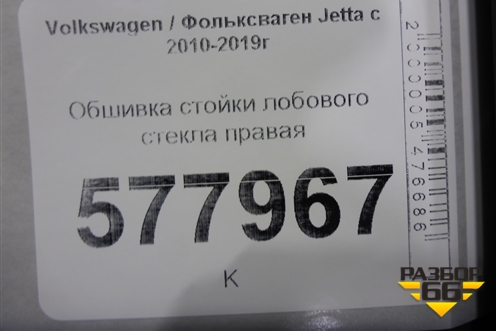 Volkswagen / Фольксваген Jetta с
2010-2019г
Обшивка стойки лобового
стекла правая
577967
К
2000005476686
РАЗБОР
66